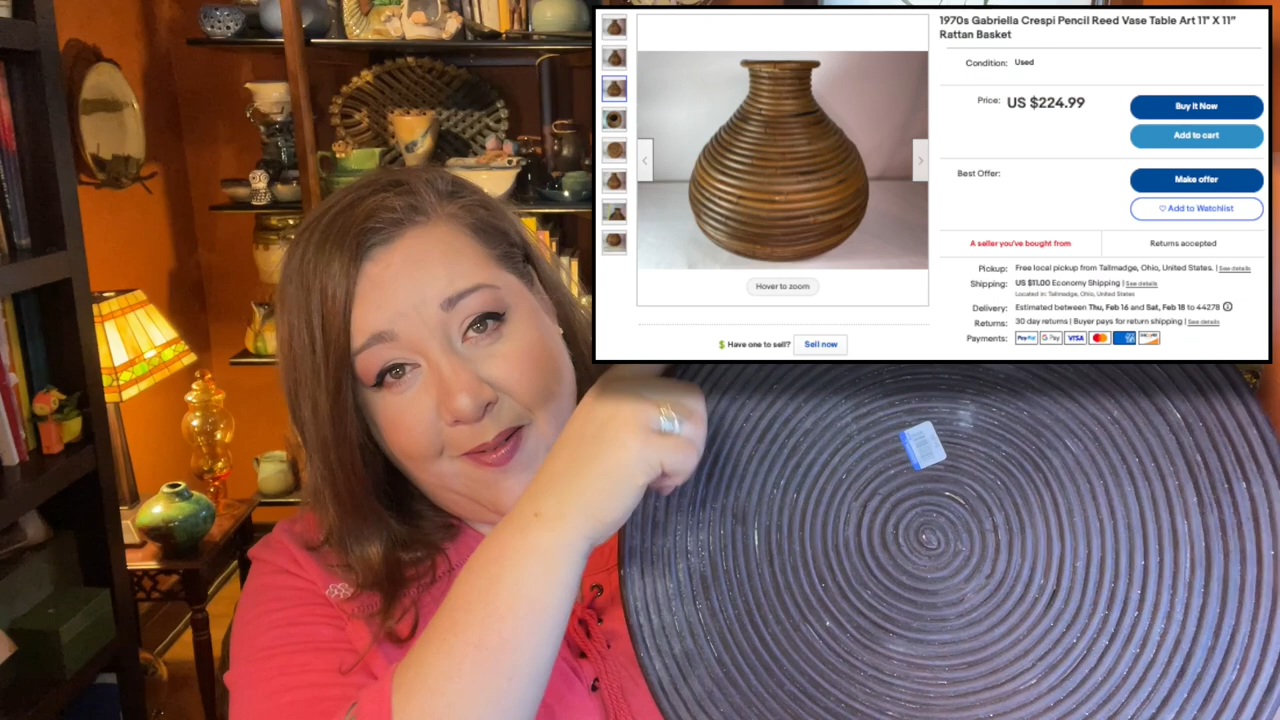 1970s Gabriella Crespi Pencil Reed Vase Table Art 11" X 11"
Rattan Basket
Condition: Used
Price: US $224.99
Buy It Now
Add to cart
Best Offer:
Make offer
♡ Add to Watchlist
A seller you've bought from
Returns accepted
Pickup: Free local pickup from Tallmadge, Ohio, United States. | See details
Shipping: US $11.00 Economy Shipping | See details
Located in: Tallmadge, Ohio, United States
Delivery: Estimated between Thu, Feb 16 and Sat, Feb 18 to 44278
Returns: 30 day returns | Buyer pays for return shipping | See details
Payments: PayPal G Pay VISA
Hover to zoom
Have one to sell? Sell now